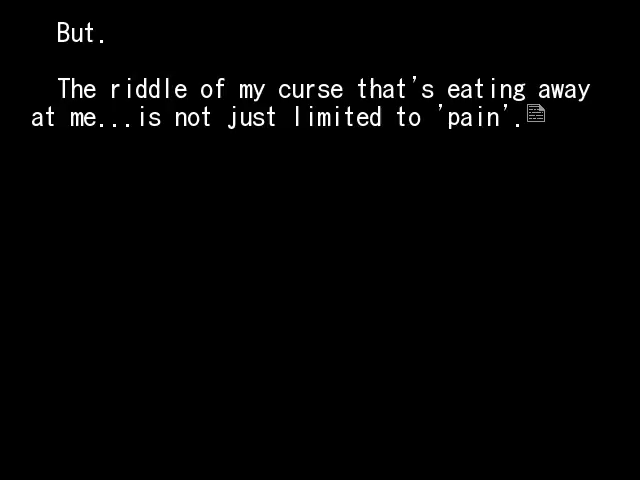 But.
The riddle of my curse that's eating away
at me...is not just limited to 'pain'.